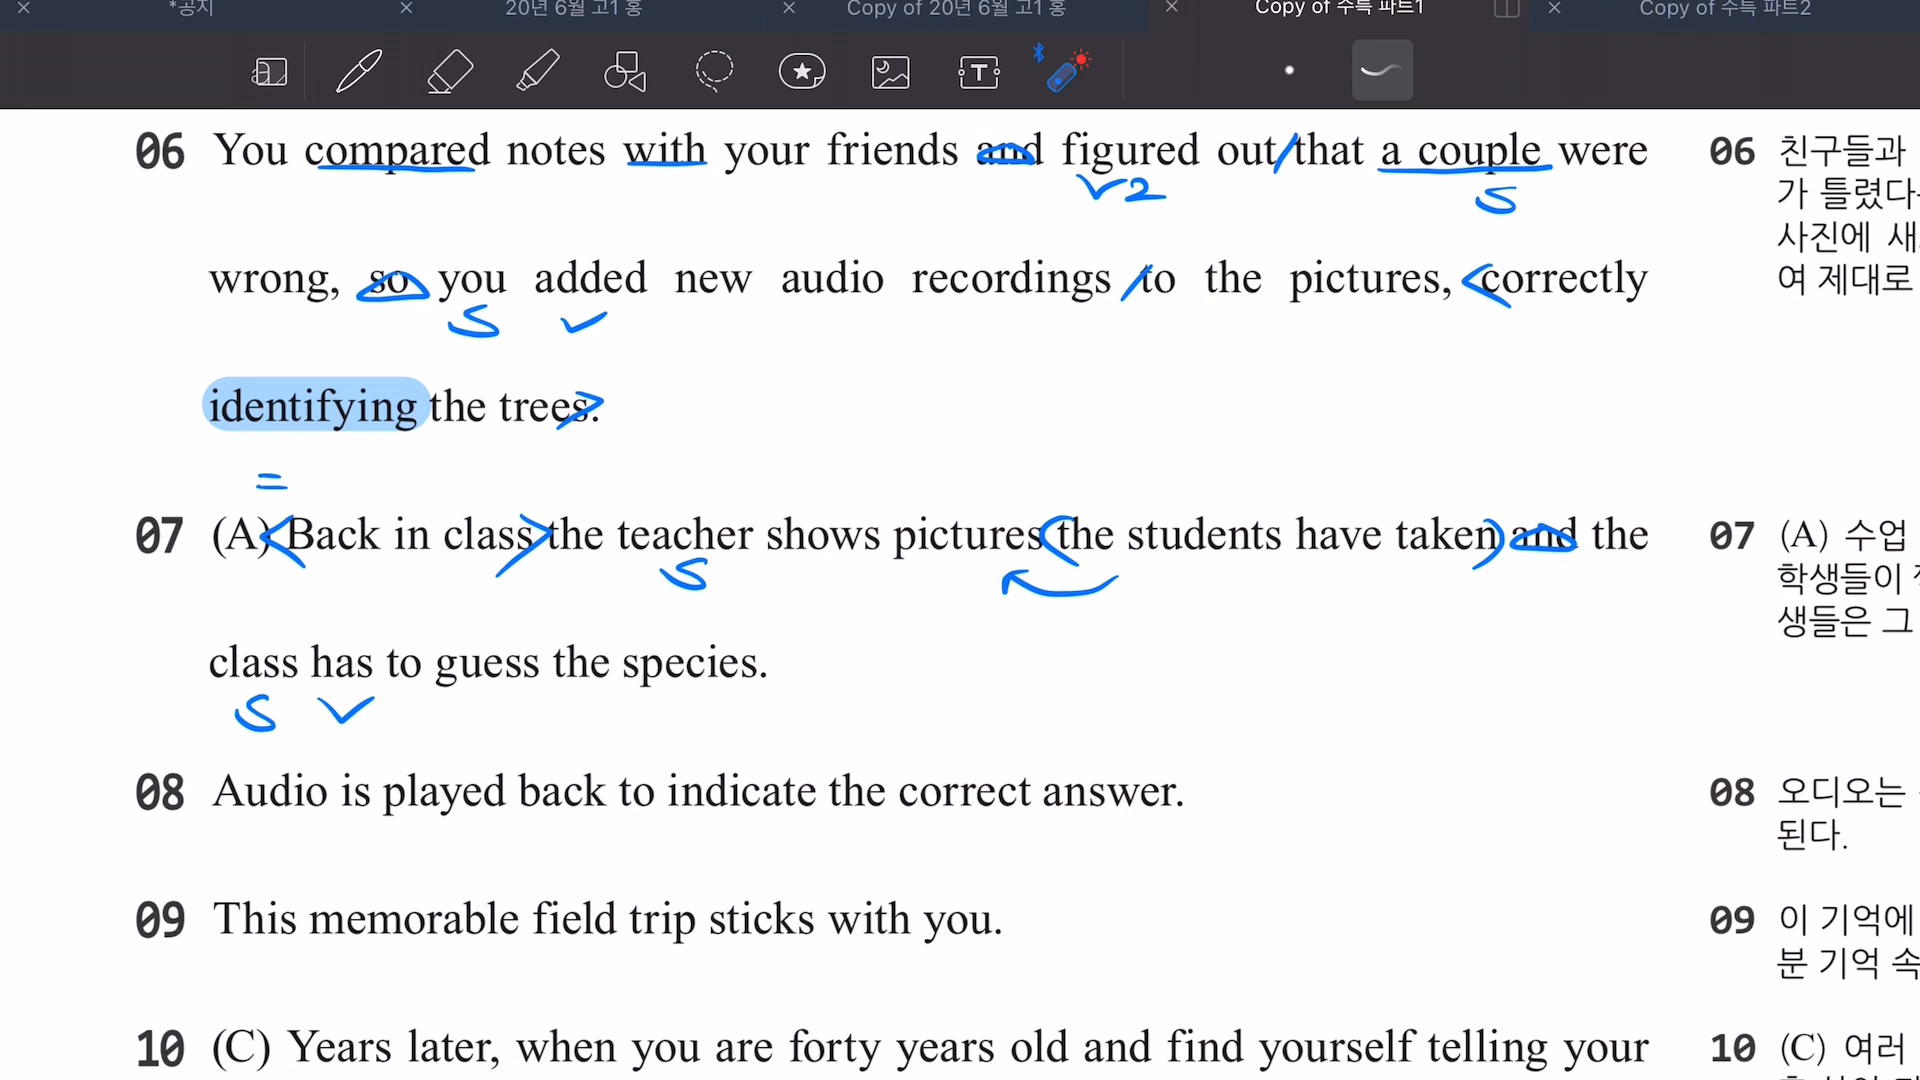 *공지
20년 6월 고1 홍
Copy of 20년 6월 고1 홍
Copy of 수특 파트1
Copy of 수특 파트2
06 You compared notes with your friends and figured out that a couple were
v2
S
wrong, so you added new audio recordings to the pictures, correctly
S v
identifying the trees.
=
07 (A) Back in class the teacher shows pictures the students have taken and the
S
class has to guess the species.
S v
08 Audio is played back to indicate the correct answer.
09 This memorable field trip sticks with you.
10 (C) Years later, when you are forty years old and find yourself telling your
06 친구들과
가 틀렸다
사진에 새
여 제대로
07 (A) 수업
학생들이
생들은 그
08 오디오는
된다.
09 이 기억에
분 기억 속
10 (C) 여러